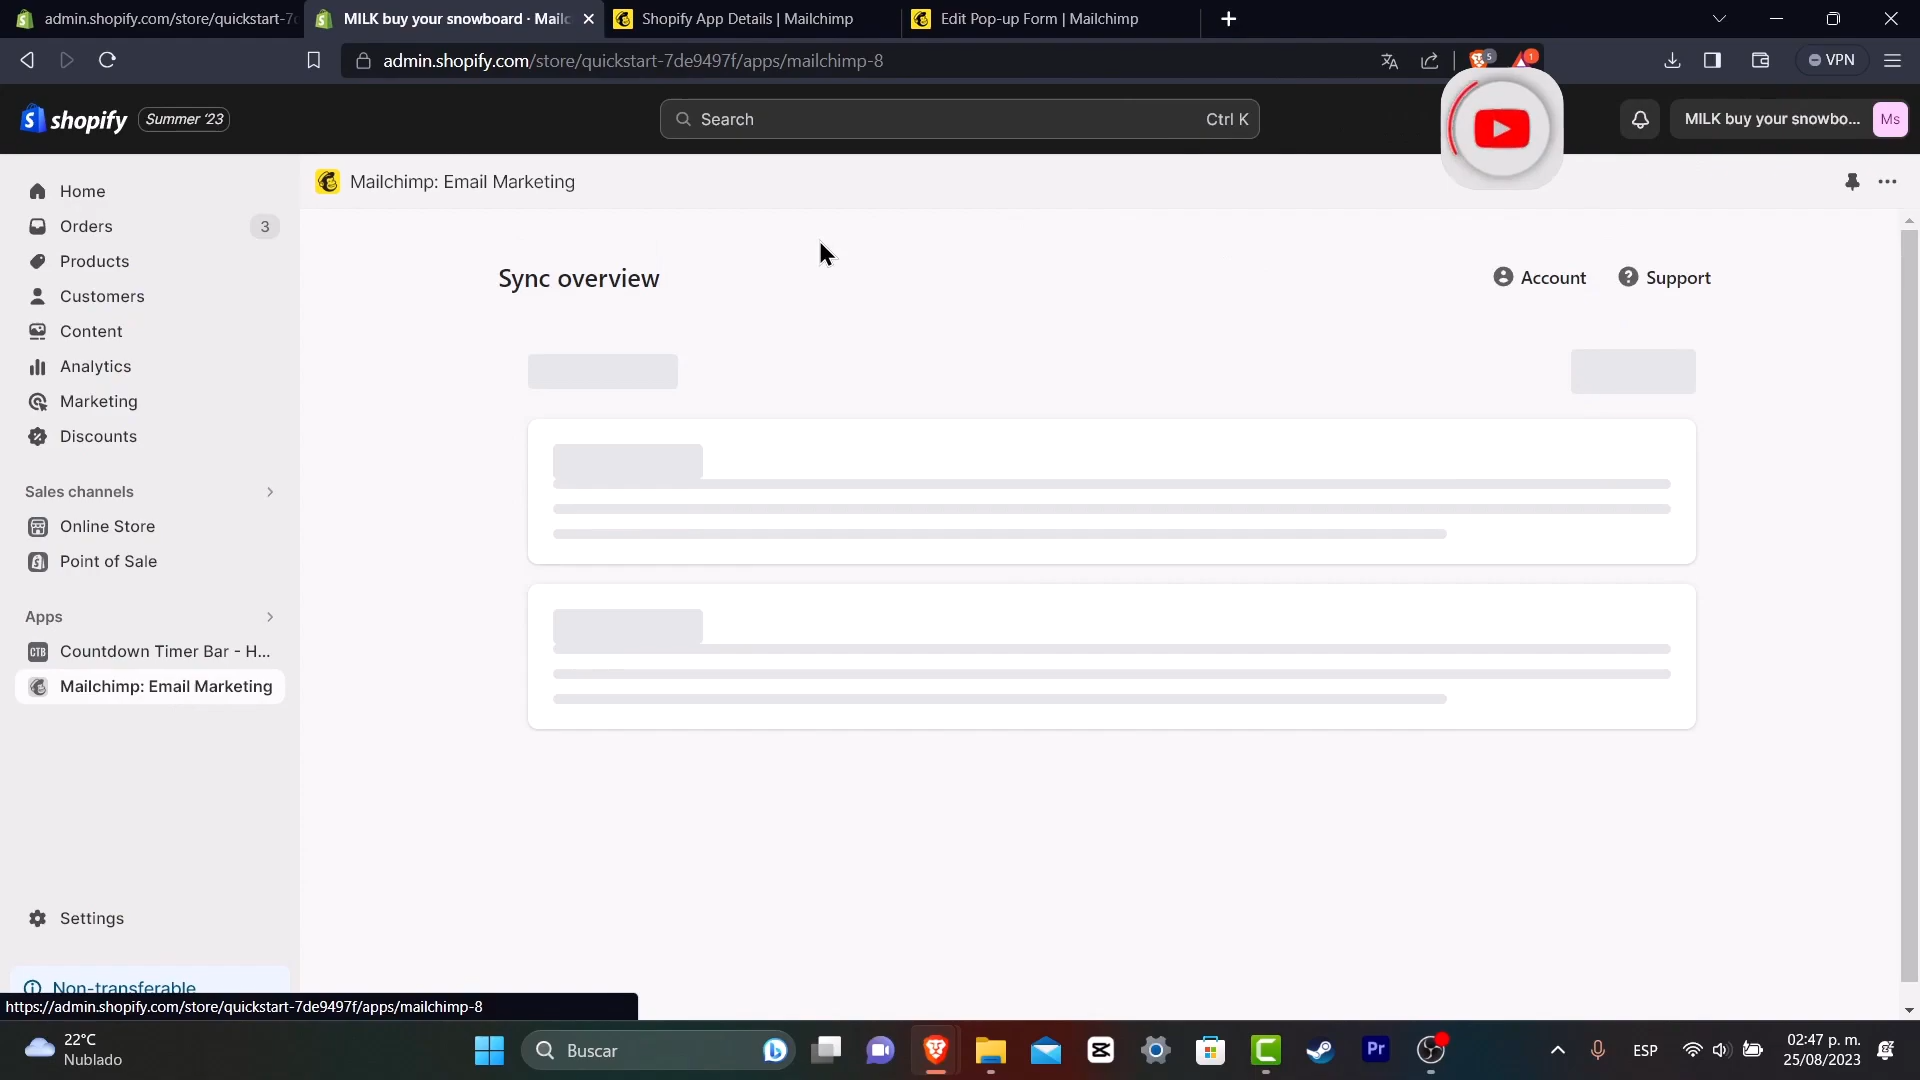 admin.shopify.com/store/quickstart-7
MILK buy your snowboard · Mailc
Shopify App Details | Mailchimp
Edit Pop-up Form | Mailchimp
admin.shopify.com/store/quickstart-7de9497f/apps/mailchimp-8
5
1
VPN
shopify
Summer '23
Search
Ctrl K
MILK buy your snowbo...
Ms
Home
Orders
3
Products
Customers
Content
Analytics
Marketing
Discounts
Sales channels
Online Store
Point of Sale
Apps
CTB
Countdown Timer Bar - H...
Mailchimp: Email Marketing
Settings
Non-transferable
Mailchimp: Email Marketing
Sync overview
Account
Support
https://admin.shopify.com/store/quickstart-7de9497f/apps/mailchimp-8
22°C
Nublado
Buscar
Pr
ESP
02:47 p. m.
25/08/2023